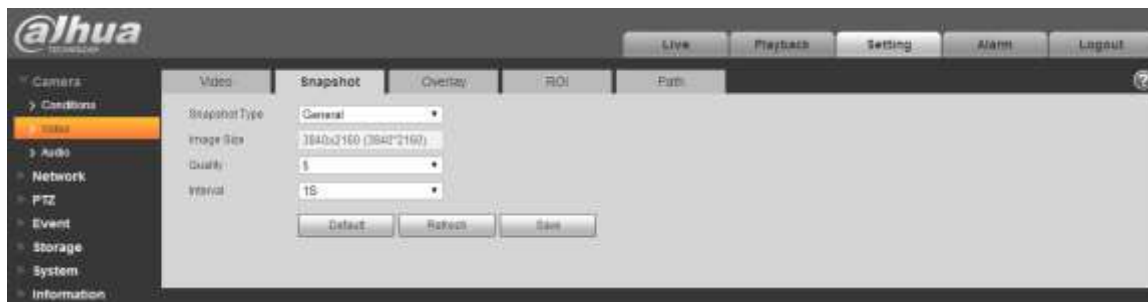 alhua
TECHNOLOGY
Live
Playback
Setting
Alarm
Logout
Camera
Conditions
Video
Audio
Network
PTZ
Event
Storage
System
Information
Video
Snapshot
Overlay
ROI
Path
Snapshot Type
General
Image Size
3840x2160 (3840*2160)
Quality
5
Interval
1S
Default
Refresh
Save